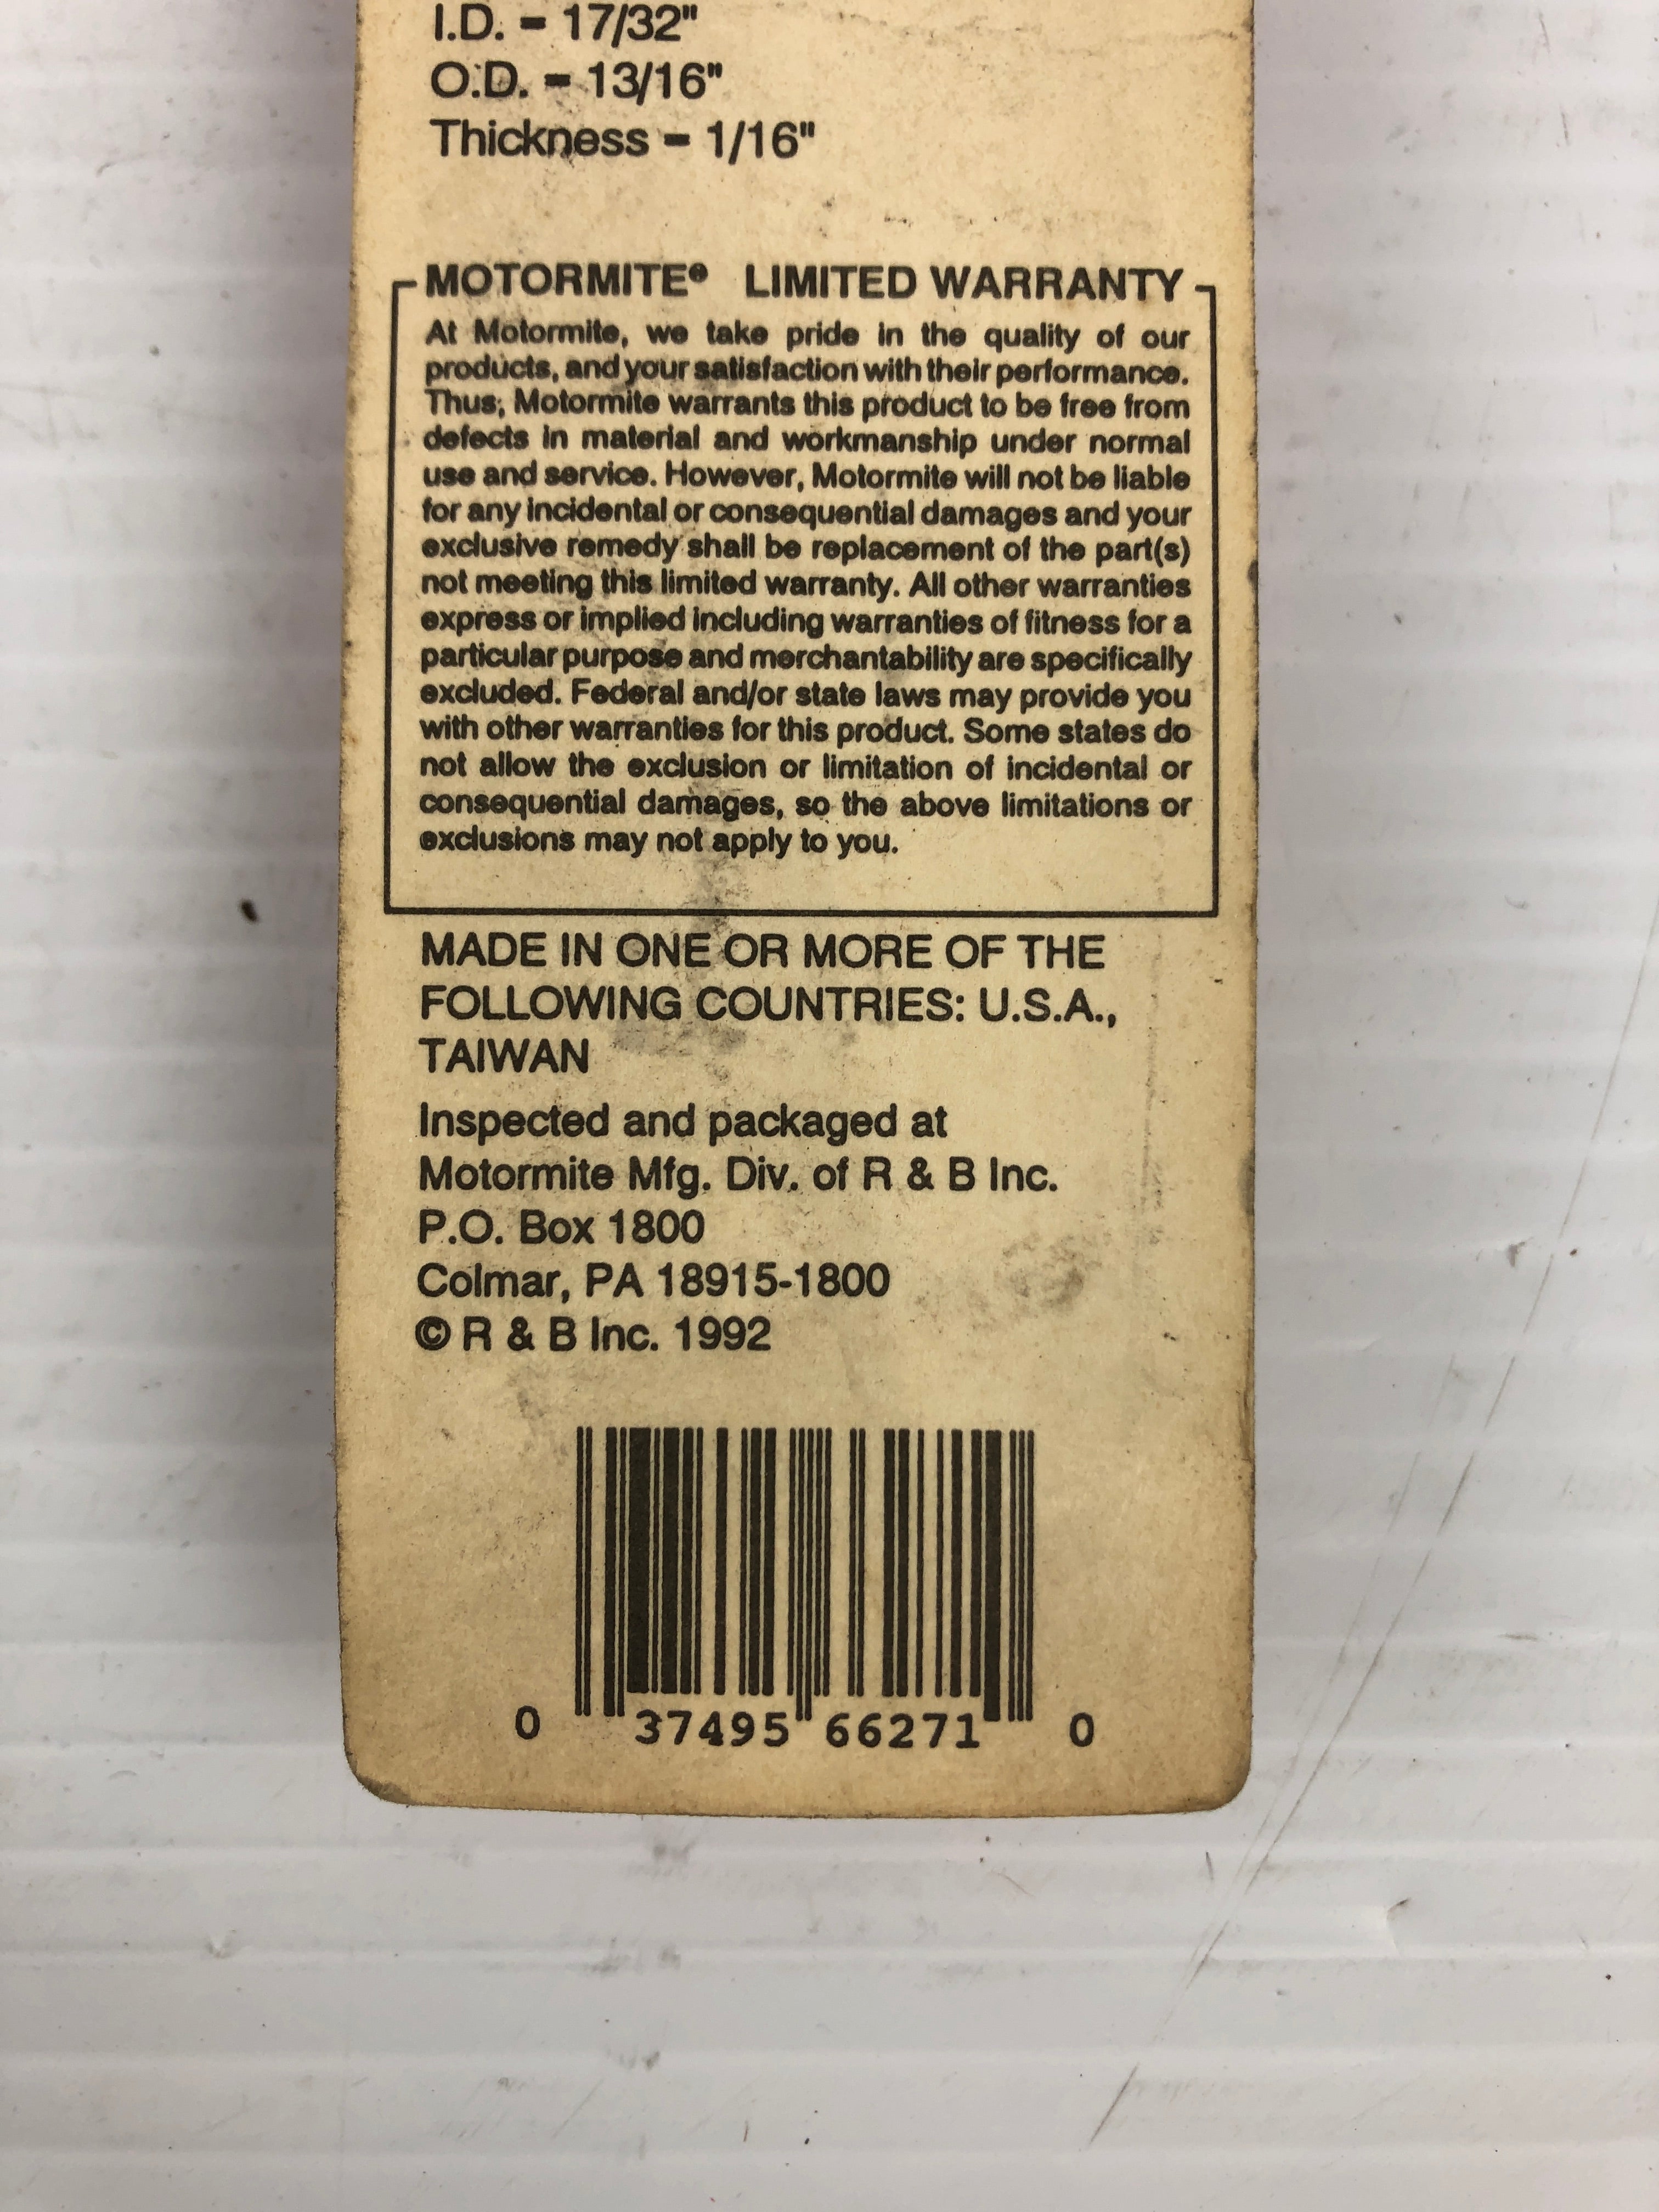 I.D. = 17/32"
O.D. = 13/16"
Thickness = 1/16"
MOTORMITE® LIMITED WARRANTY
At Motormite, we take pride in the quality of our
products, and your satisfaction with their performance.
Thus, Motormite warrants this product to be free from
defects in material and workmanship under normal
use and service. However, Motormite will not be liable
for any incidental or consequential damages and your
exclusive remedy shall be replacement of the part(s)
not meeting this limited warranty. All other warranties
express or implied including warranties of fitness for a
particular purpose and merchantability are specifically
excluded. Federal and/or state laws may provide you
with other warranties for this product. Some states do
not allow the exclusion or limitation of incidental or
consequential damages, so the above limitations or
exclusions may not apply to you.
MADE IN ONE OR MORE OF THE
FOLLOWING COUNTRIES: U.S.A.,
TAIWAN
Inspected and packaged at
Motormite Mfg. Div. of R & B Inc.
P.O. Box 1800
Colmar, PA 18915-1800
© R & B Inc. 1992
0 37495 66271 0